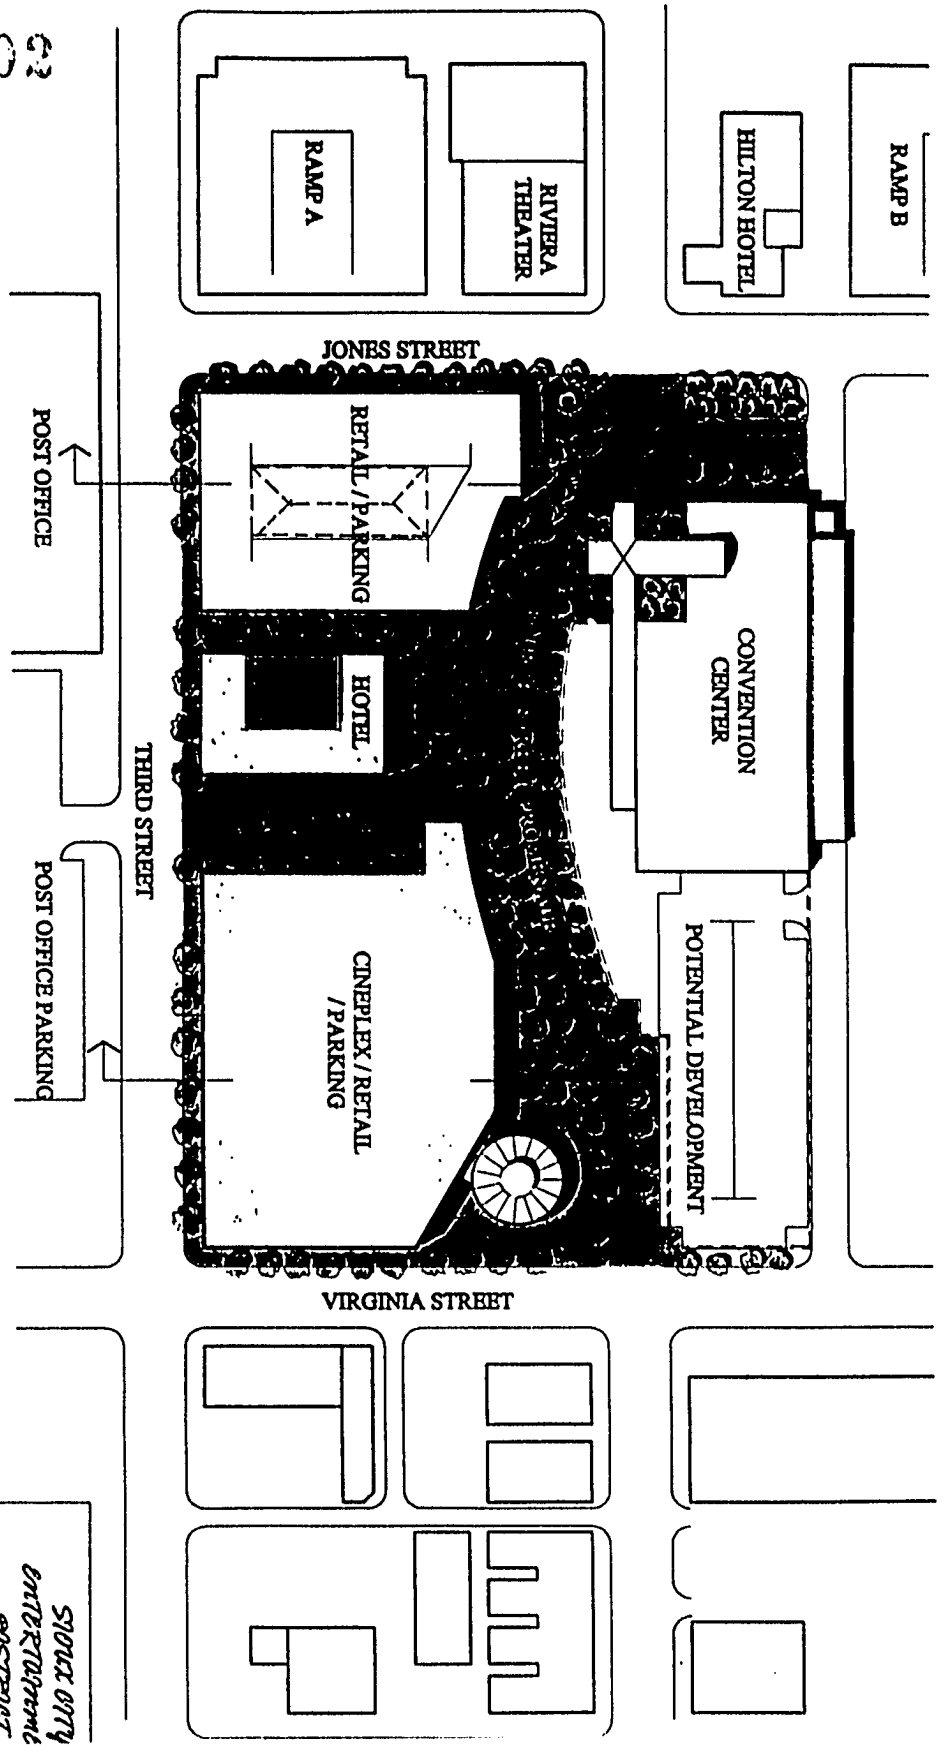 RAMP B
HILTON HOTEL
RIVIERA
THEATER
RAMP A
JONES STREET
POST OFFICE
RETAIL / PARKING
CONVENTION
CENTER
HOTEL
THIRD STREET
POST OFFICE PARKING
CINEPLEX / RETAIL
/ PARKING
POTENTIAL DEVELOPMENT
VIRGINIA STREET
SIOUX CITY